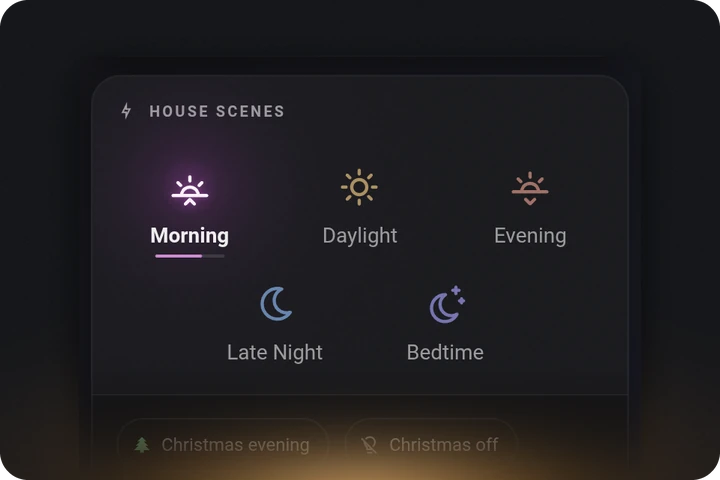 HOUSE SCENES
Morning
Daylight
Evening
Late Night
Bedtime
Christmas evening
Christmas off